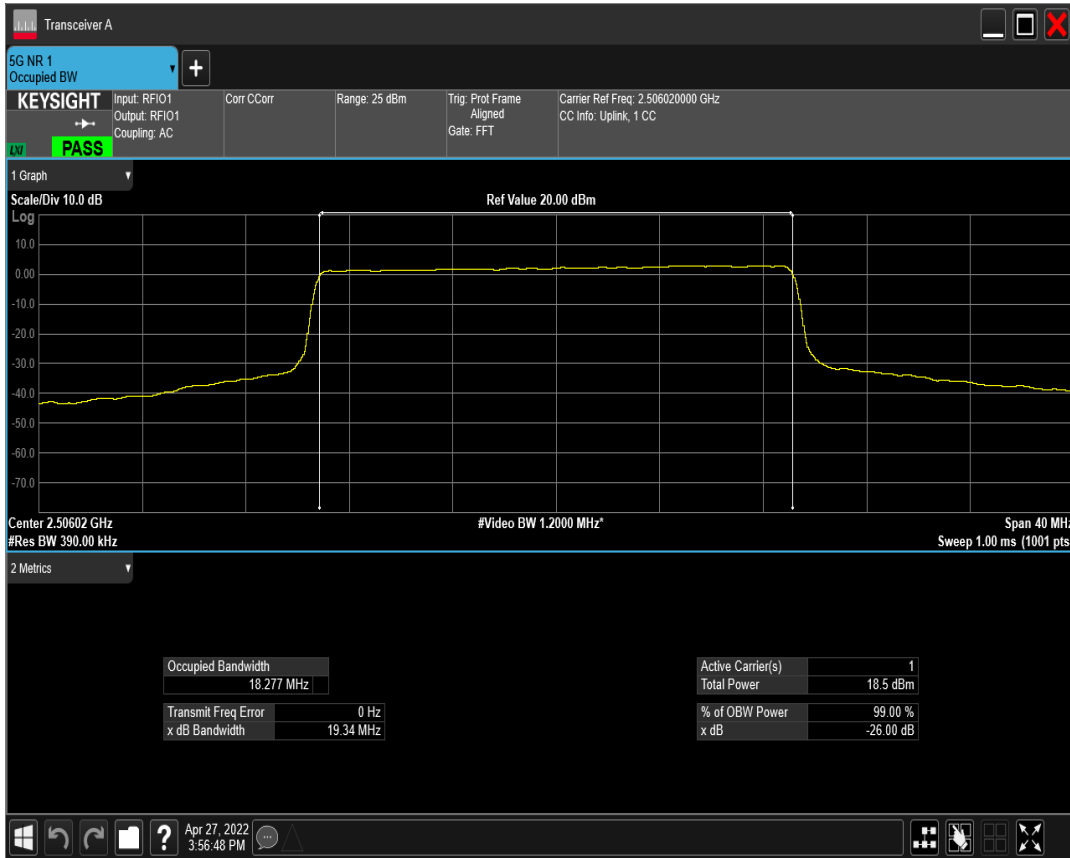 Transceiver A
5G NR 1
Occupied BW
KEYSIGHT
LXI
PASS
Input: RFIO1
Output: RFIO1
Coupling: AC
Corr CCorr
Range: 25 dBm
Trig: Prot Frame
Aligned
Gate: FFT
Carrier Ref Freq: 2.506020000 GHz
CC Info: Uplink, 1 CC
1 Graph
Scale/Div 10.0 dB
Ref Value 20.00 dBm
Log
10.0
0.00
-10.0
-20.0
-30.0
-40.0
-50.0
-60.0
-70.0
Center 2.50602 GHz
#Video BW 1.2000 MHz*
Span 40 MHz
#Res BW 390.00 kHz
Sweep 1.00 ms (1001 pts
2 Metrics
Occupied Bandwidth
18.277 MHz
Transmit Freq Error 0 Hz
x dB Bandwidth 19.34 MHz
Active Carrier(s) 1
Total Power 18.5 dBm
% of OBW Power 99.00 %
x dB -26.00 dB
?
Apr 27, 2022
3:56:48 PM